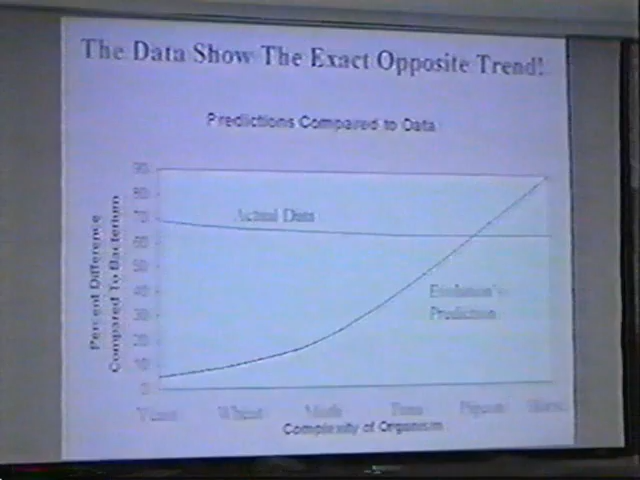 The Data Show The Exact Opposite Trend!
Predictions Compared to Data
90
80
70
60
50
40
30
20
10
0
Percent Difference
Compared To Bacterium
Actual Data
Evolution's
Prediction
Yeast Wheat Moth Tuna Pigeon Horse
Complexity of Organism